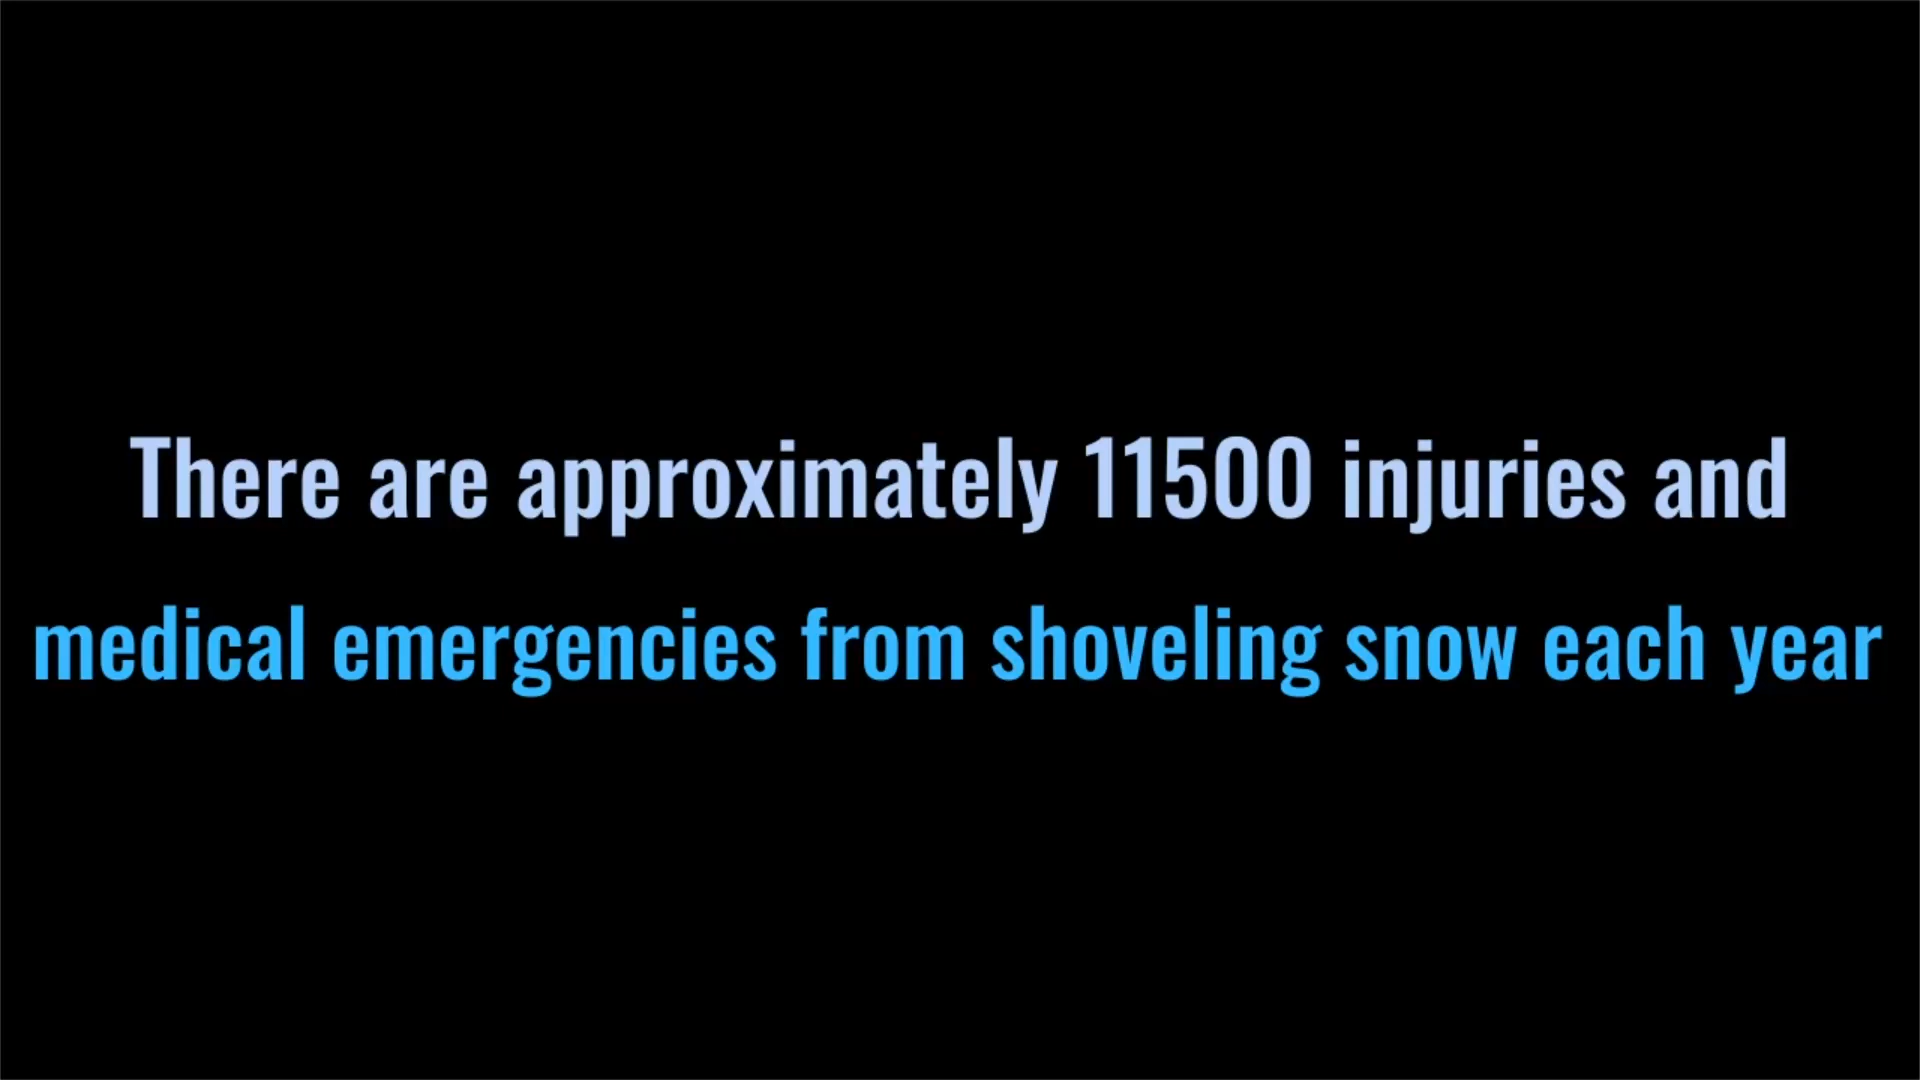 There are approximately 11500 injuries and
medical emergencies from shoveling snow each year